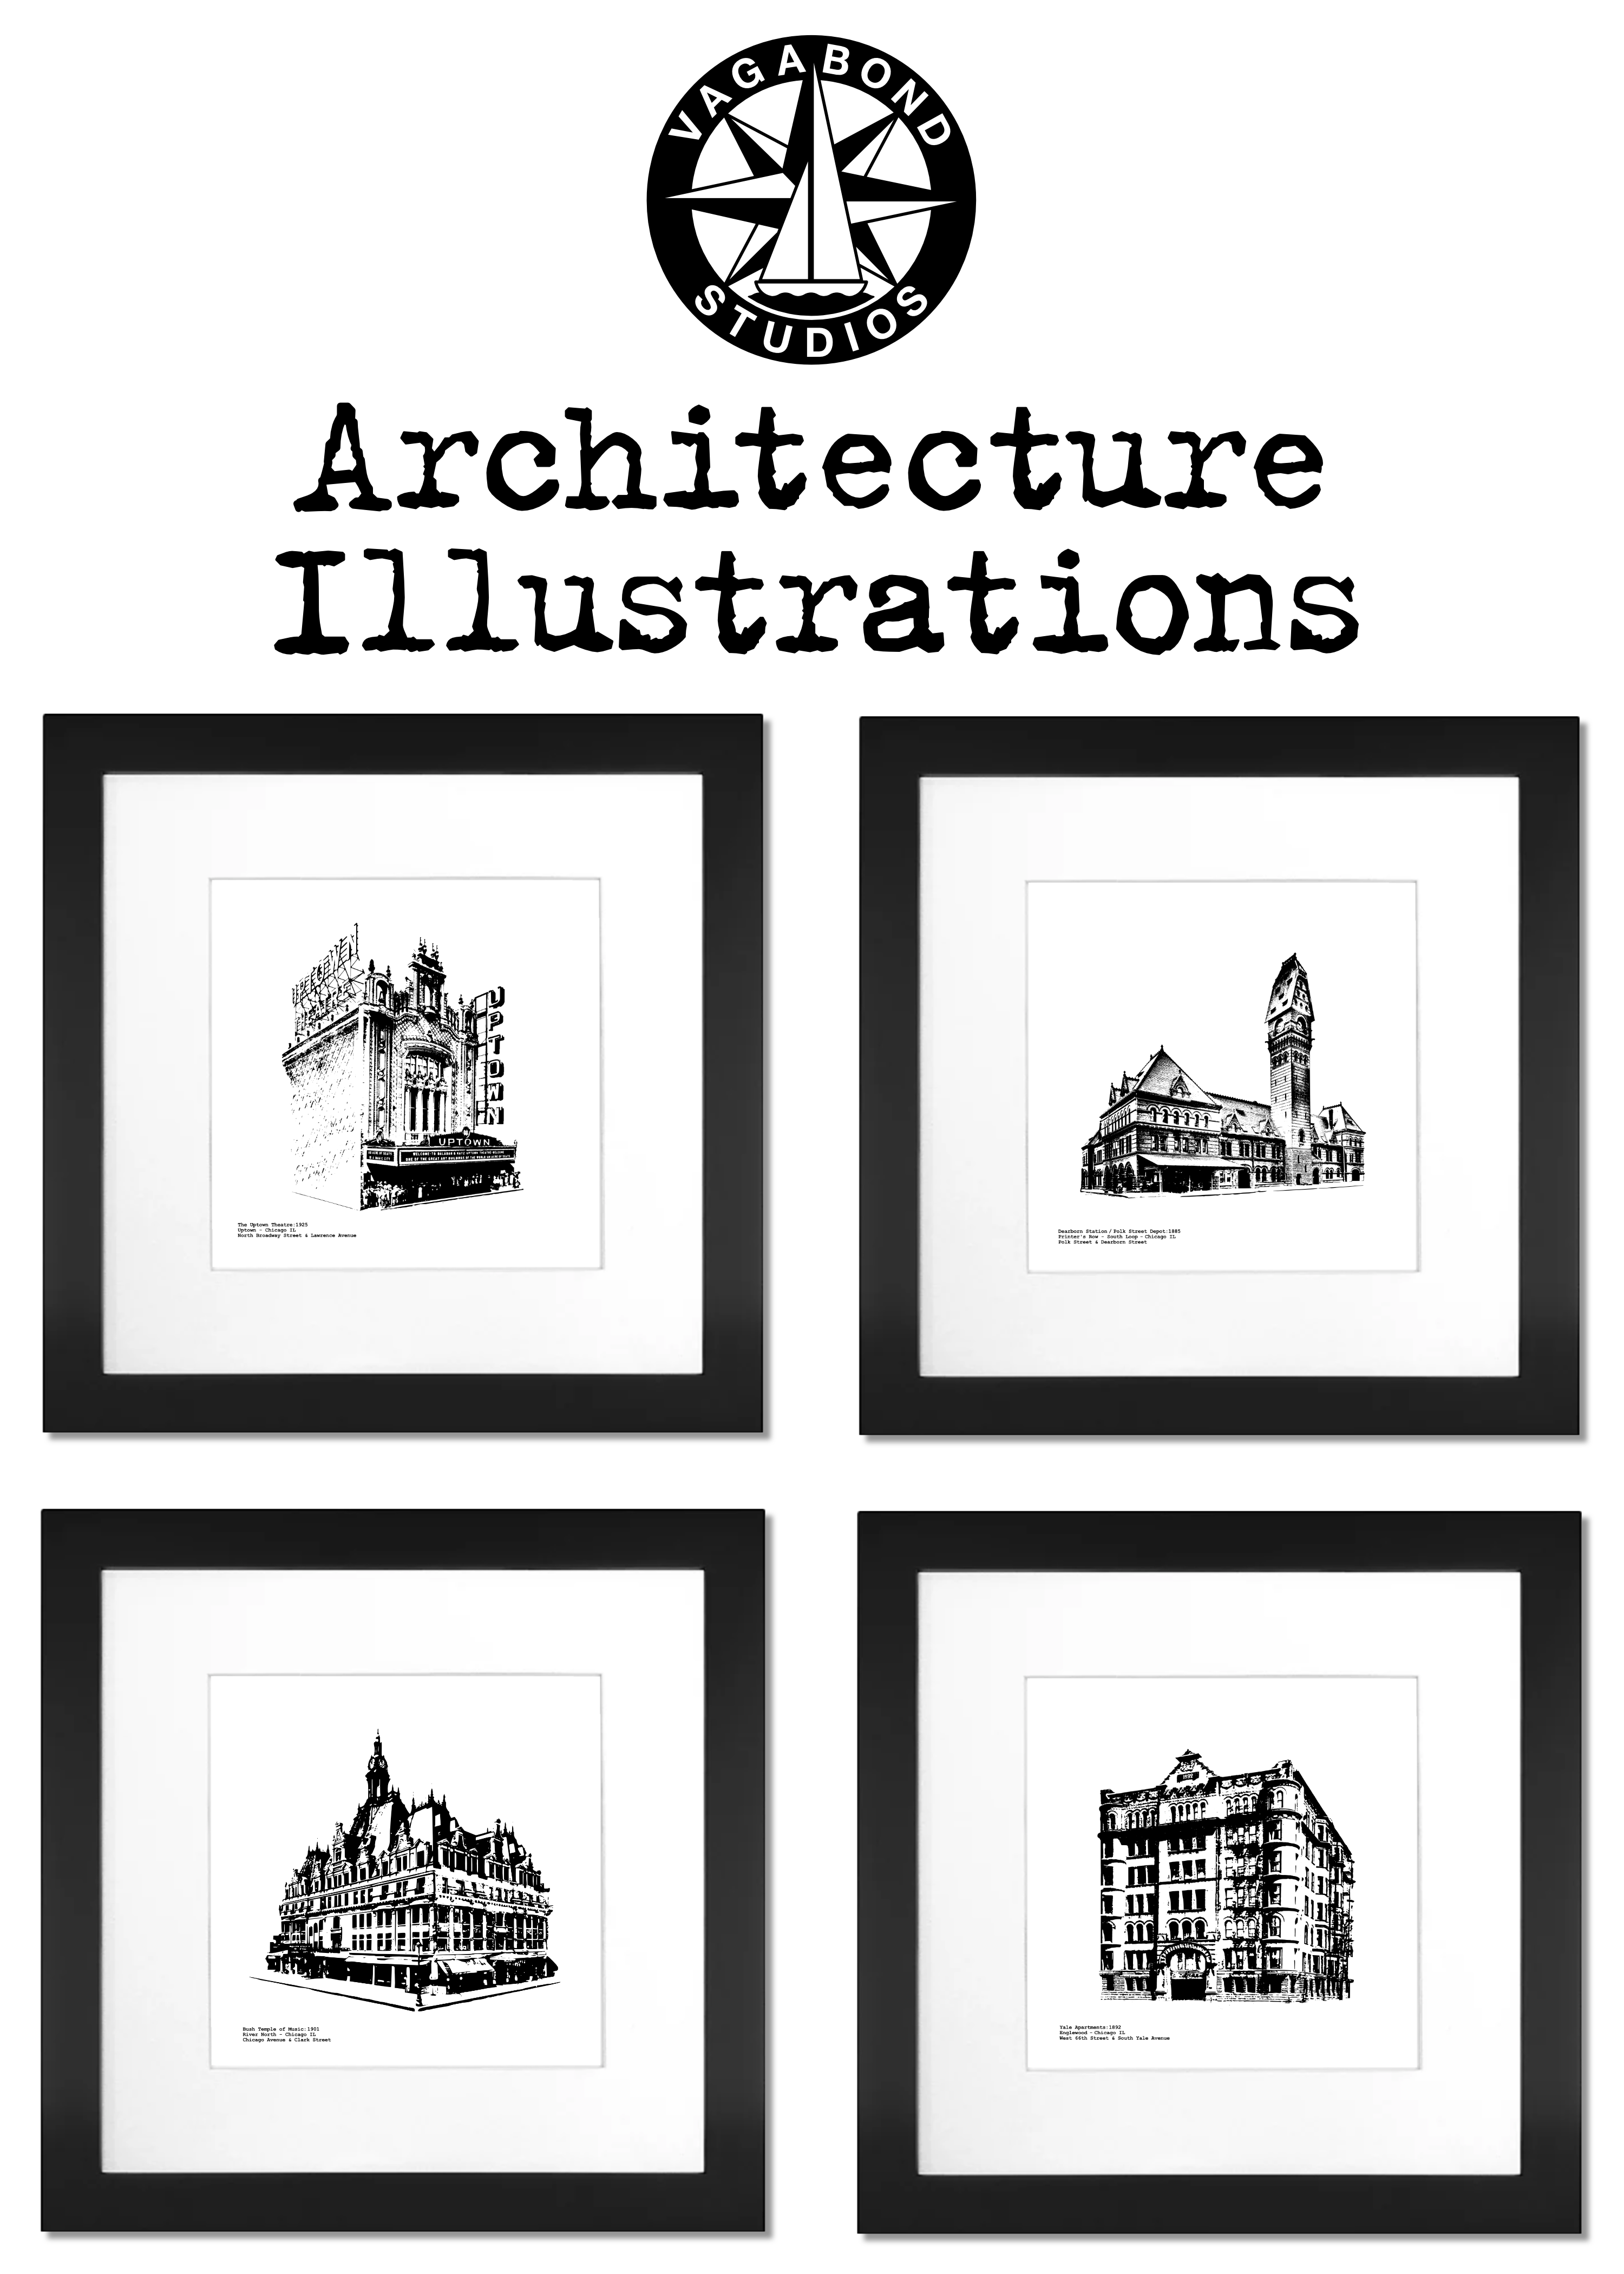 VAGABOND
STUDIOS
Architecture
Illustrations
UPTOWN
UPTOWN
The Uptown Theatre:1925
Uptown - Chicago IL
North Broadway Street & Lawrence Avenue
Dearborn Station / Polk Street Depot:1885
Printer's Row - South Loop - Chicago IL
Polk Street & Dearborn Street
Bush Temple of Music:1901
River North - Chicago IL
Chicago Avenue & Clark Street
Yale Apartments:1892
Englewood - Chicago IL
West 66th Street & South Yale Avenue